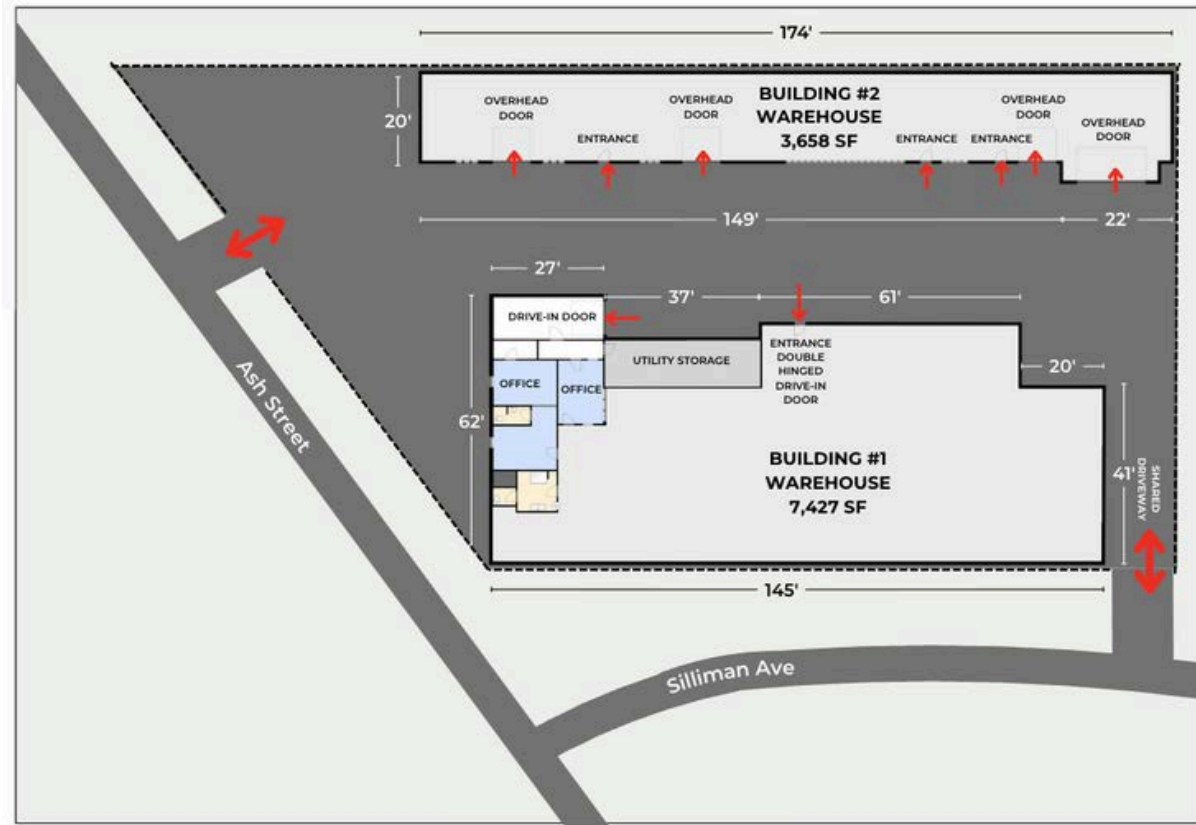 174'
BUILDING #2
WAREHOUSE
3,658 SF
OVERHEAD
DOOR
OVERHEAD
DOOR
OVERHEAD
DOOR
OVERHEAD
DOOR
20'
ENTRANCE
ENTRANCE
ENTRANCE
149'
22'
27'
37'
61'
DRIVE-IN DOOR
ENTRANCE
DOUBLE
HINGED
DRIVE-IN
DOOR
UTILITY STORAGE
20'
OFFICE
OFFICE
62'
BUILDING #1
WAREHOUSE
7,427 SF
41'
SHARED
DRIVEWAY
145'
Ash Street
Silliman Ave